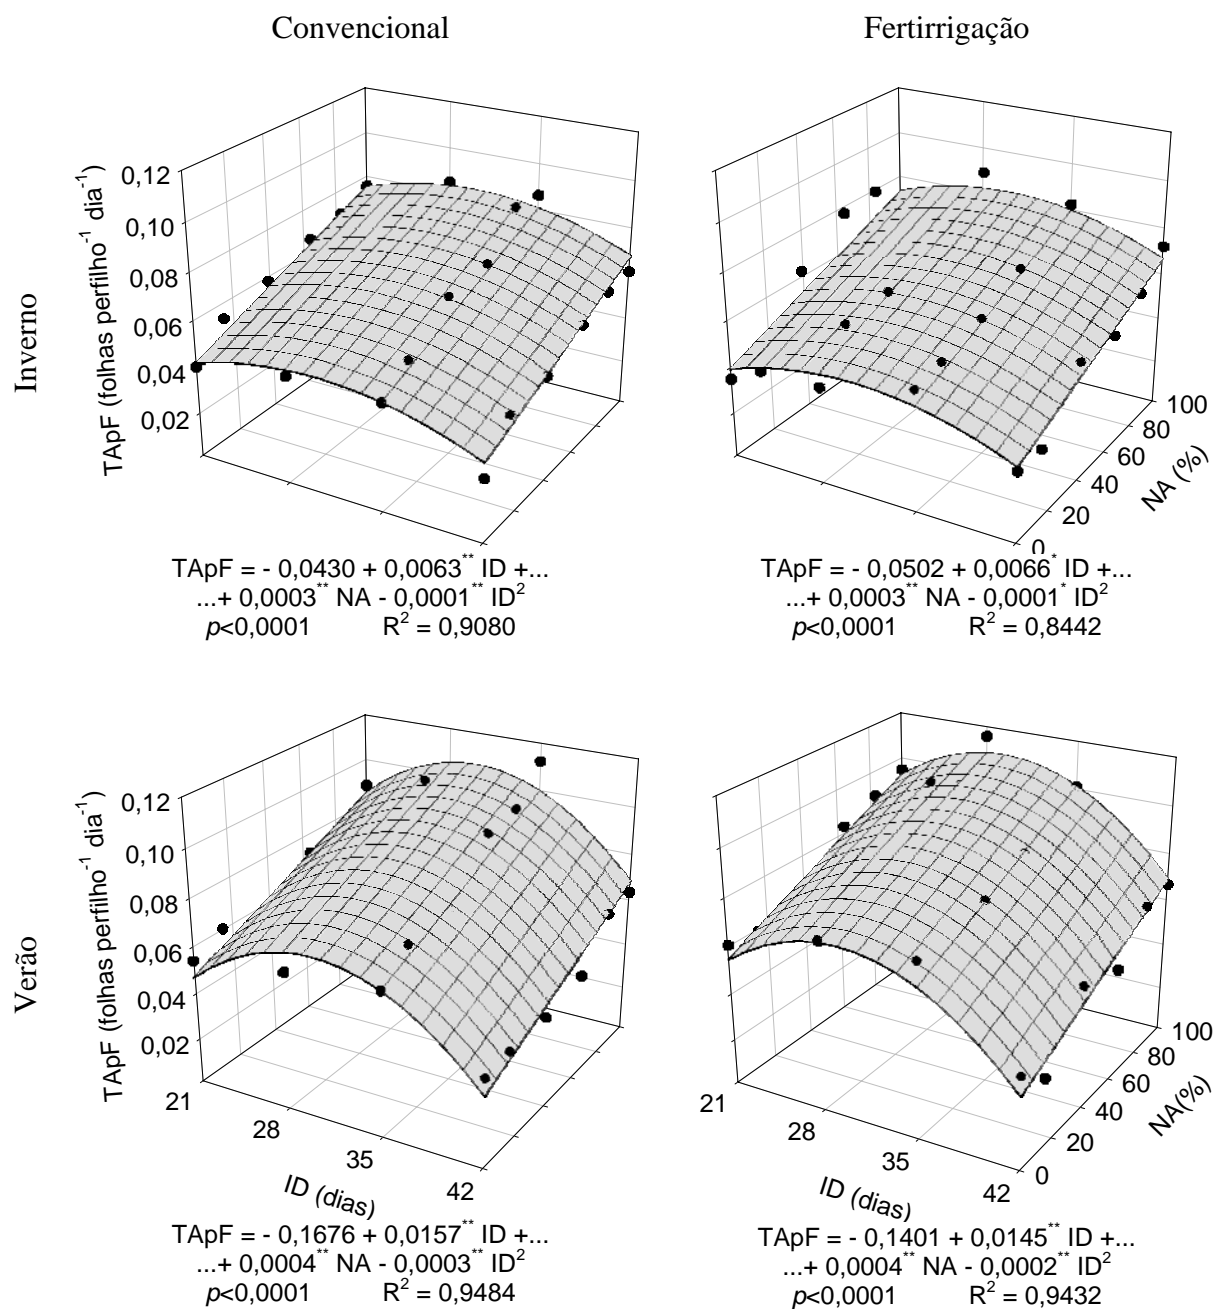 Convencional
Fertirrigação
Inverno
TApF (folhas perfilho⁻¹ dia⁻¹)
0,12
0,10
0,08
0,06
0,04
0,02
100
80
60
40
20
0
NA (%)
TApF = - 0,0430 + 0,0063** ID +...
...+ 0,0003** NA - 0,0001** ID²
p<0,0001 R² = 0,9080
TApF = - 0,0502 + 0,0066* ID +...
...+ 0,0003** NA - 0,0001* ID²
p<0,0001 R² = 0,8442
Verão
TApF (folhas perfilho⁻¹ dia⁻¹)
0,12
0,10
0,08
0,06
0,04
0,02
21
28
35
42
ID (dias)
TApF = - 0,1676 + 0,0157** ID +...
...+ 0,0004** NA - 0,0003** ID²
p<0,0001 R² = 0,9484
100
80
60
40
20
0
NA(%)
21
28
35
42
ID (dias)
TApF = - 0,1401 + 0,0145** ID +...
...+ 0,0004** NA - 0,0002** ID²
p<0,0001 R² = 0,9432